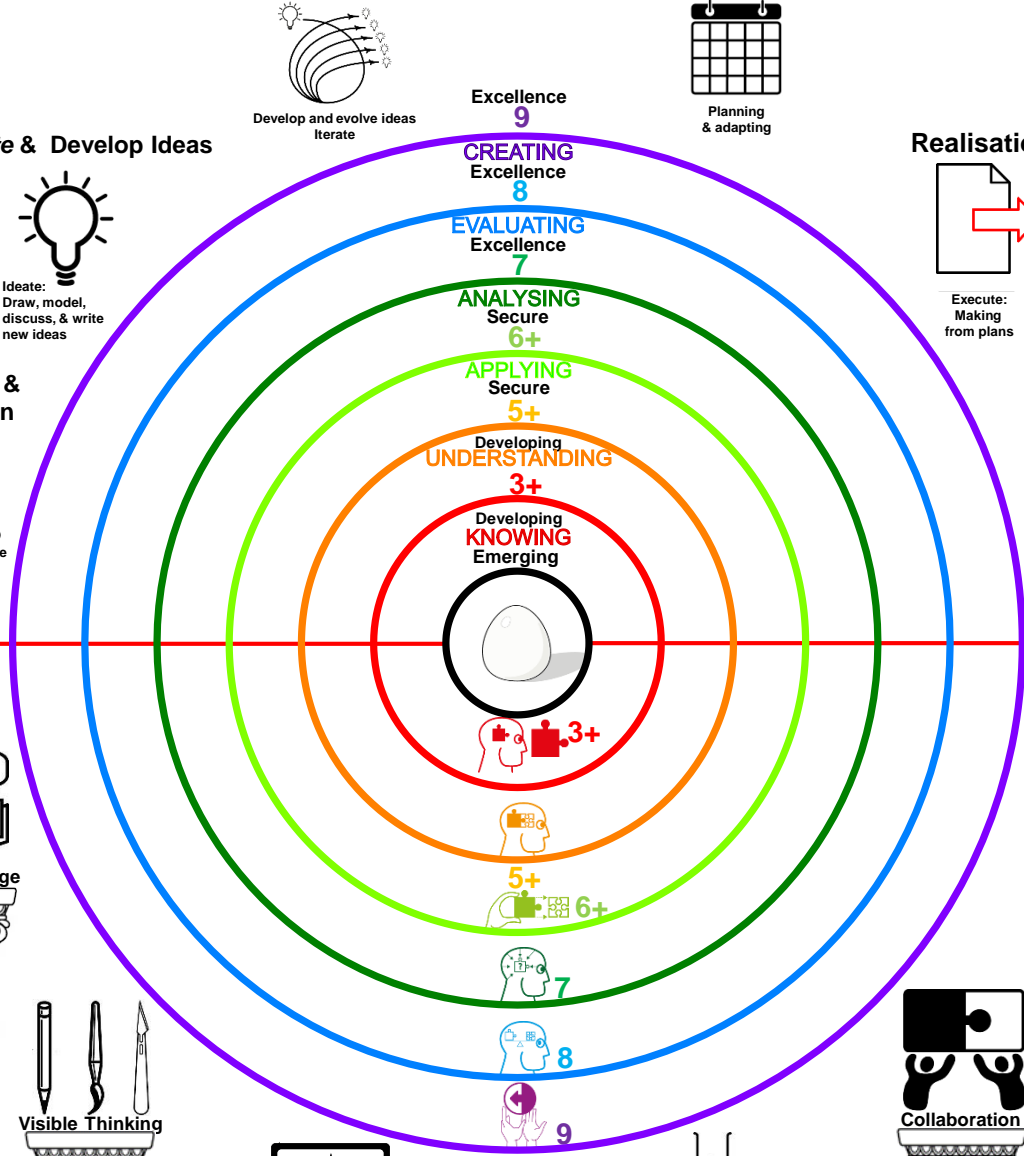 Develop and evolve ideas
Iterate
Planning
& adapting
Excellence
9
& Develop Ideas
CREATING
Excellence
8
EVALUATING
Excellence
7
ANALYSING
Secure
6+
APPLYING
Secure
5+
Developing
UNDERSTANDING
3+
Developing
KNOWING
Emerging
Ideate:
Draw, model,
discuss, & write
new ideas
Execute:
Making
from plans
&
3+
5+
6+
7
?
8
9
Visible Thinking
Collaboration